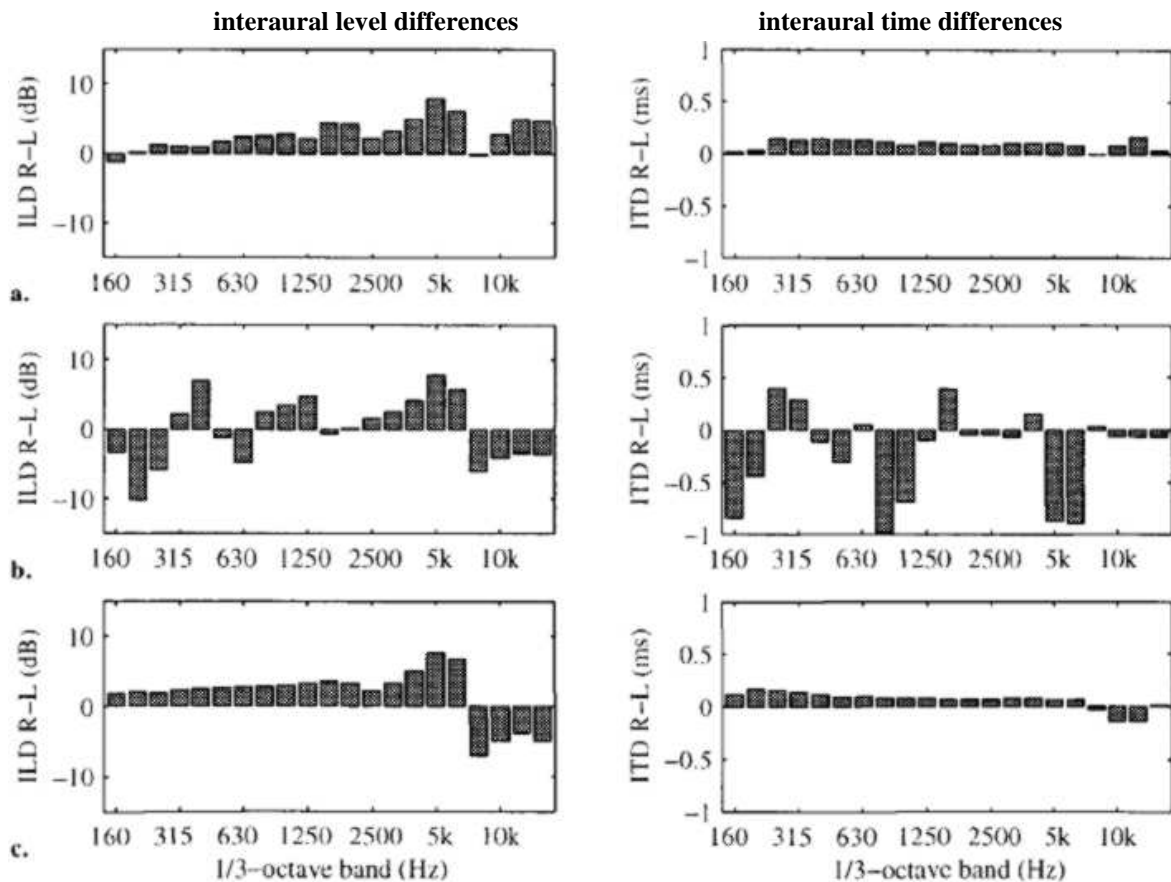 interaural level differences
interaural time differences
ILD R−L (dB)
10
0
−10
160 315 630 1250 2500 5k 10k
a.
ITD R−L (ms)
1
0.5
0
−0.5
−1
160 315 630 1250 2500 5k 10k
ILD R−L (dB)
10
0
−10
160 315 630 1250 2500 5k 10k
b.
ITD R−L (ms)
1
0.5
0
−0.5
−1
160 315 630 1250 2500 5k 10k
ILD R−L (dB)
10
0
−10
160 315 630 1250 2500 5k 10k
c.
1/3−octave band (Hz)
ITD R−L (ms)
1
0.5
0
−0.5
−1
160 315 630 1250 2500 5k 10k
1/3−octave band (Hz)